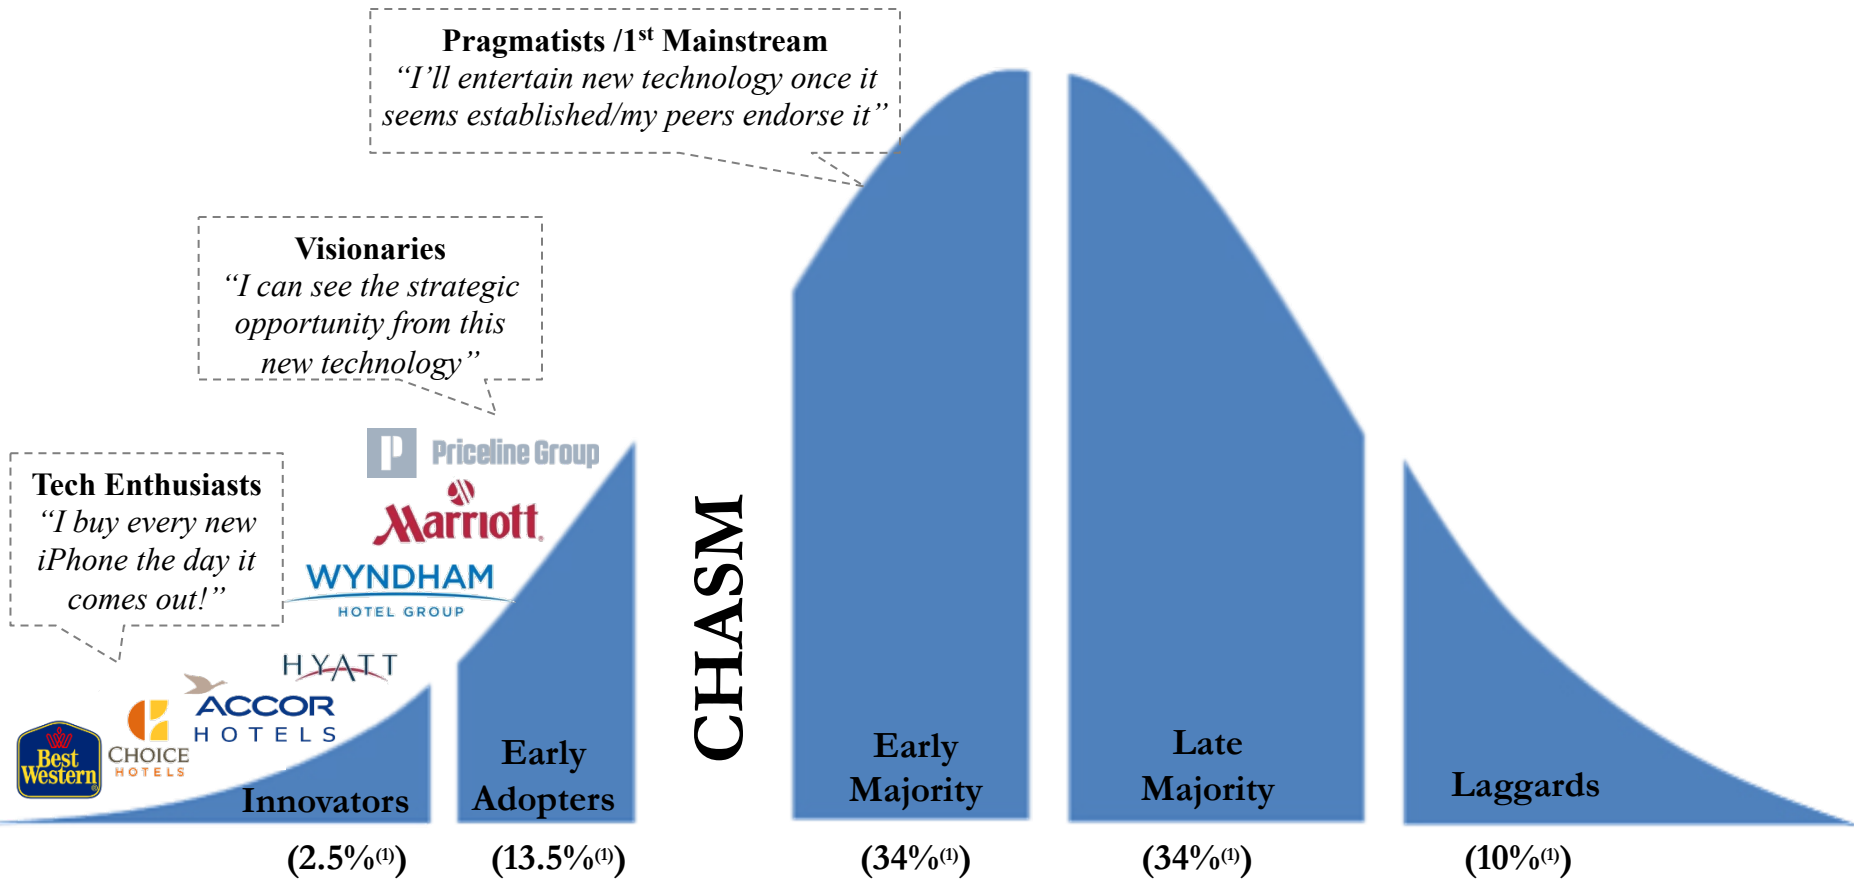 Pragmatists /1st Mainstream
“I’ll entertain new technology once it
seems established/my peers endorse it”
Visionaries
“I can see the strategic
opportunity from this
new technology”
Tech Enthusiasts
“I buy every new
iPhone the day it
comes out!”
P Priceline Group
Marriott
WYNDHAM
HOTEL GROUP
HYATT
ACCOR
HOTELS
CHOICE
HOTELS
Best
Western
CHASM
Innovators
Early
Adopters
Early
Majority
Late
Majority
Laggards
(2.5%(1))
(13.5%(1))
(34%(1))
(34%(1))
(10%(1))